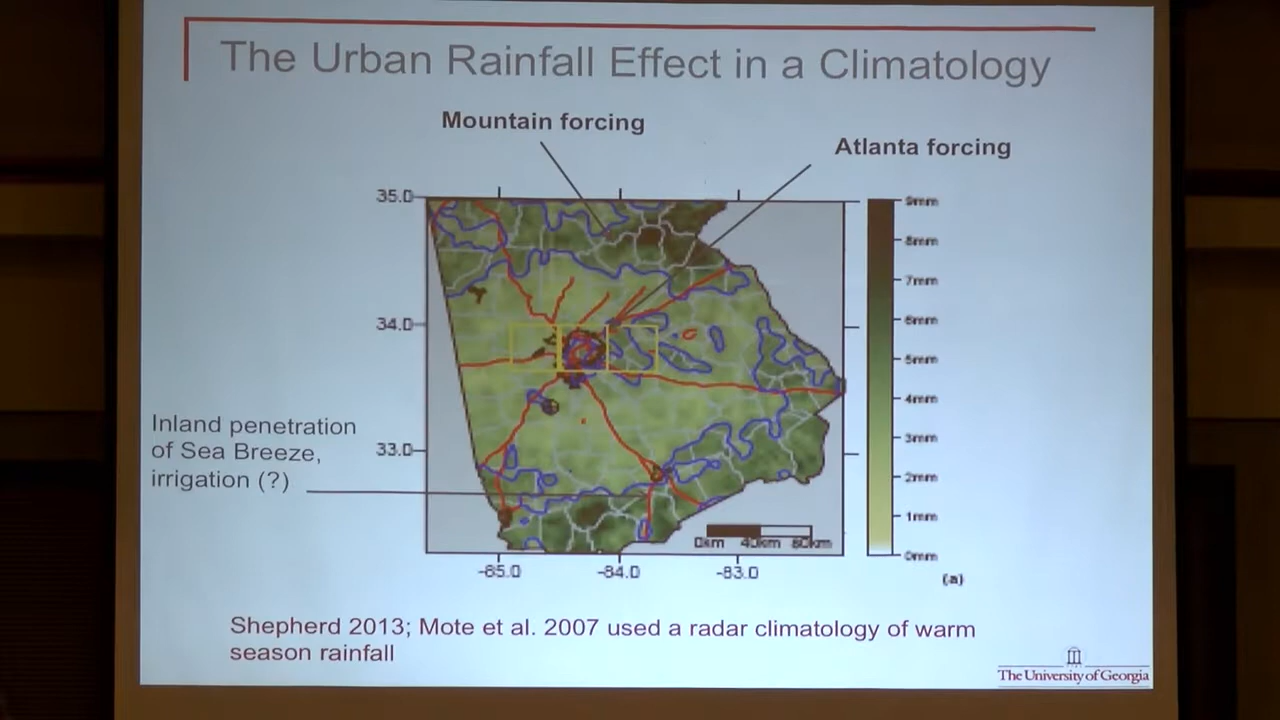 The Urban Rainfall Effect in a Climatology
Mountain forcing
Atlanta forcing
35.0
34.0
33.0
9mm
8mm
7mm
6mm
5mm
4mm
3mm
2mm
1mm
0mm
Inland penetration
of Sea Breeze,
irrigation (?)
0km 40km 80km
-85.0 -84.0 -83.0
(a)
Shepherd 2013; Mote et al. 2007 used a radar climatology of warm
season rainfall
The University of Georgia